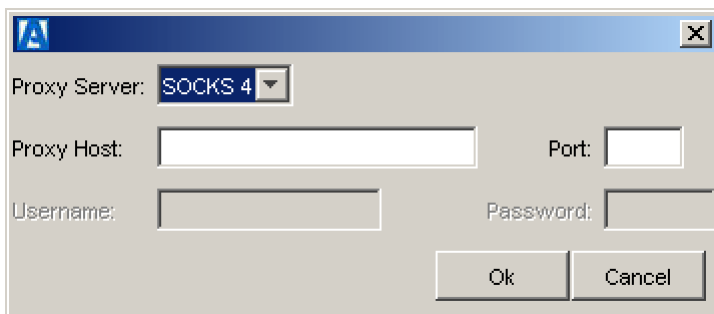 Proxy Server: SOCKS 4
Proxy Host: Port:
Username: Password:
Ok Cancel